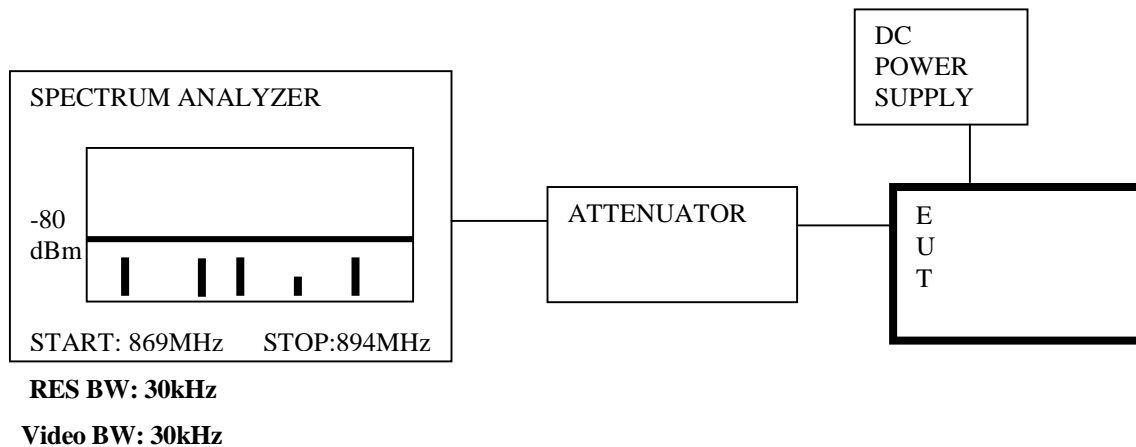 DC
POWER
SUPPLY
SPECTRUM ANALYZER
-80
dBm
START: 869MHz STOP:894MHz
RES BW: 30kHz
Video BW: 30kHz
ATTENUATOR
E
U
T